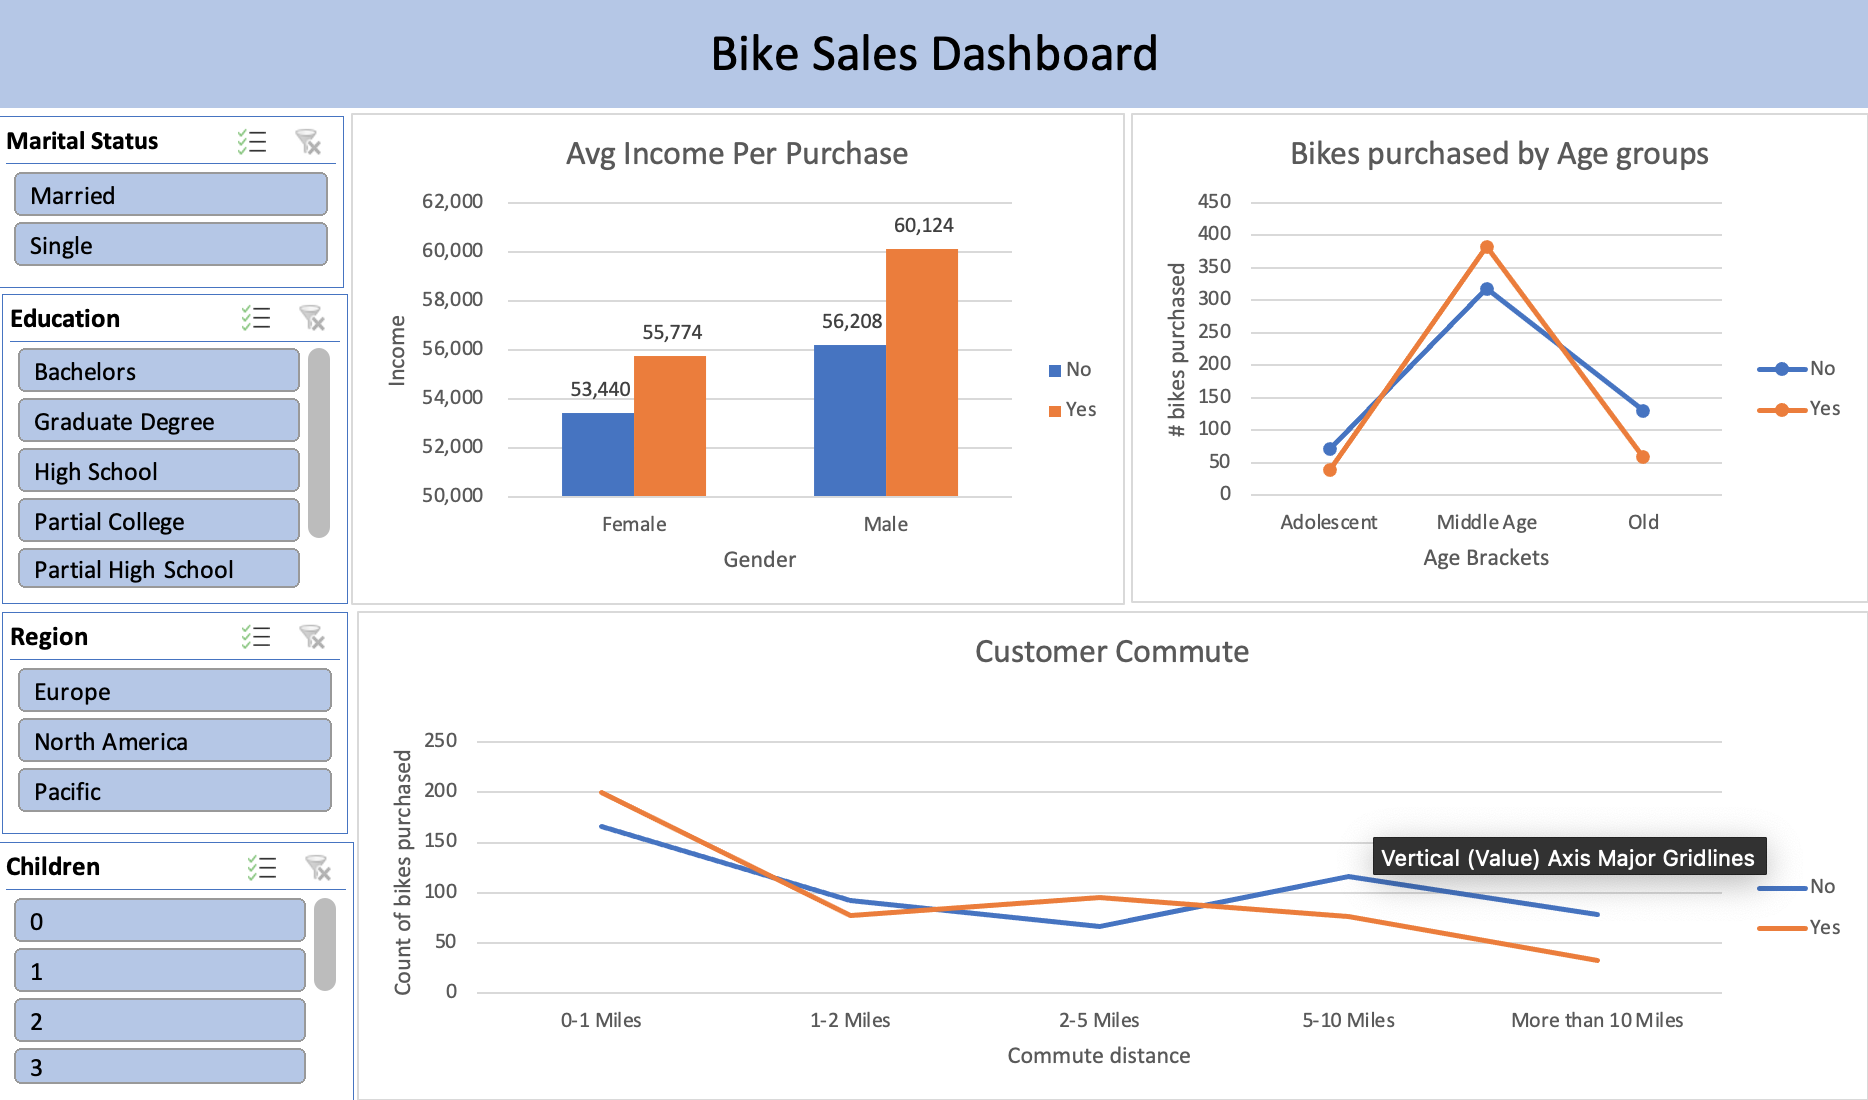 Bike Sales Dashboard
Marital Status
Married
Single
Education
Bachelors
Graduate Degree
High School
Partial College
Partial High School
Region
Europe
North America
Pacific
Children
0
1
2
3
Avg Income Per Purchase
62,000
60,000
58,000
56,000
54,000
52,000
50,000
Income
53,440
55,774
56,208
60,124
Female
Male
Gender
No
Yes
Bikes purchased by Age groups
450
400
350
300
250
200
150
100
50
0
# bikes purchased
Adolescent
Middle Age
Old
Age Brackets
No
Yes
Customer Commute
250
200
150
100
50
0
Count of bikes purchased
0-1 Miles
1-2 Miles
2-5 Miles
5-10 Miles
More than 10 Miles
Commute distance
Vertical (Value) Axis Major Gridlines
No
Yes